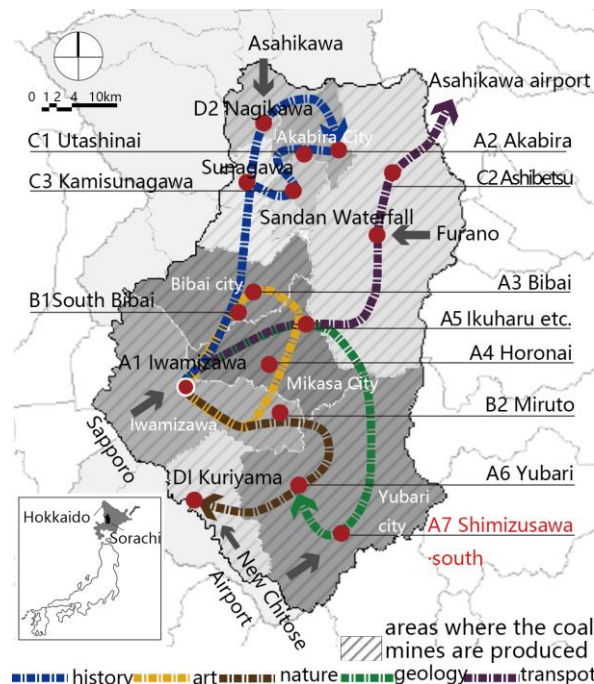 Asahikawa
0 1.2 4 10km
D2 Nagikawa
Asahikawa airport
C1 Utashinai
Akabira City
A2 Akabira
Sunagawa
C3 Kamisunagawa
C2 Ashibetsu
Sandan Waterfall
Furano
Bibai city
A3 Bibai
B1South Bibai
A5 Ikuharu etc.
A1 Iwamizawa
A4 Horonai
Mikasa City
Iwamizawa
B2 Miruto
Sapporo
DI Kuriyama
A6 Yubari
Yubari
city
A7 Shimizusawa
-south
Hokkaido
Sorachi
New Chitose
Airport
areas where the coal
mines are produced
history art nature geology transpot